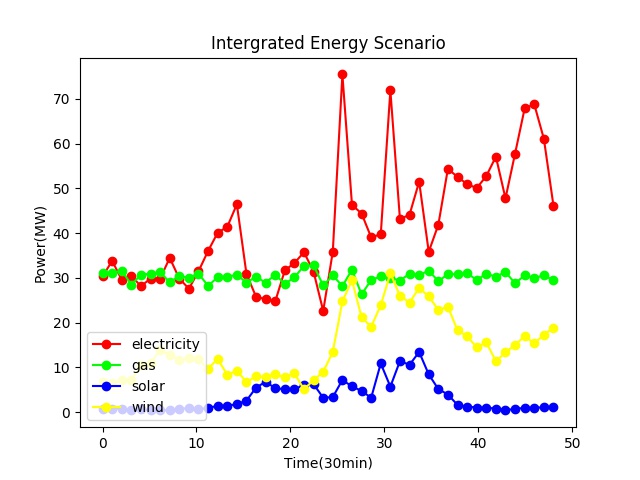 Intergrated Energy Scenario
Power(MW)
70
60
50
40
30
20
10
0
electricity
gas
solar
wind
0 10 20 30 40 50
Time(30min)